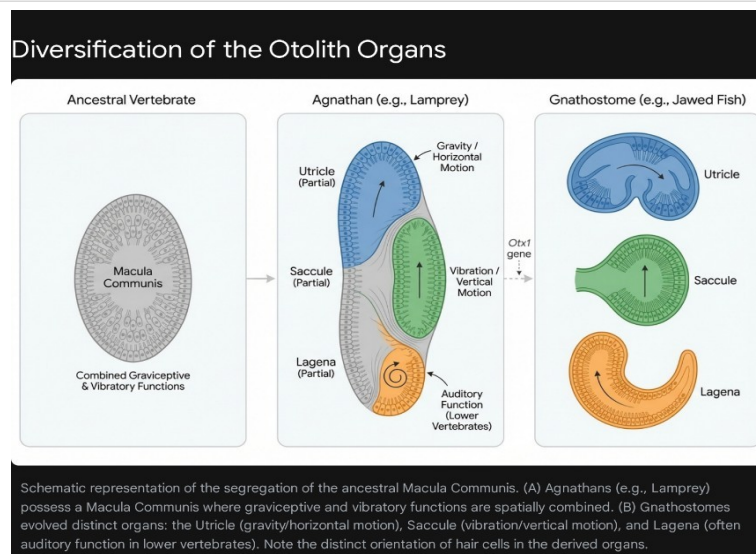 Diversification of the Otolith Organs
Ancestral Vertebrate
Macula
Communis
Combined Graviceptive
& Vibratory Functions
Agnathan (e.g., Lamprey)
Utricle
(Partial)
Gravity /
Horizontal
Motion
Saccule
(Partial)
Vibration /
Vertical
Motion
Lagena
(Partial)
Auditory
Function
(Lower
Vertebrates)
Otx1
gene
Gnathostome (e.g., Jawed Fish)
Utricle
Saccule
Lagena
Schematic representation of the segregation of the ancestral Macula Communis. (A) Agnathans (e.g., Lamprey)
possess a Macula Communis where graviceptive and vibratory functions are spatially combined. (B) Gnathostomes
evolved distinct organs: the Utricle (gravity/horizontal motion), Saccule (vibration/vertical motion), and Lagena (often
auditory function in lower vertebrates). Note the distinct orientation of hair cells in the derived organs.